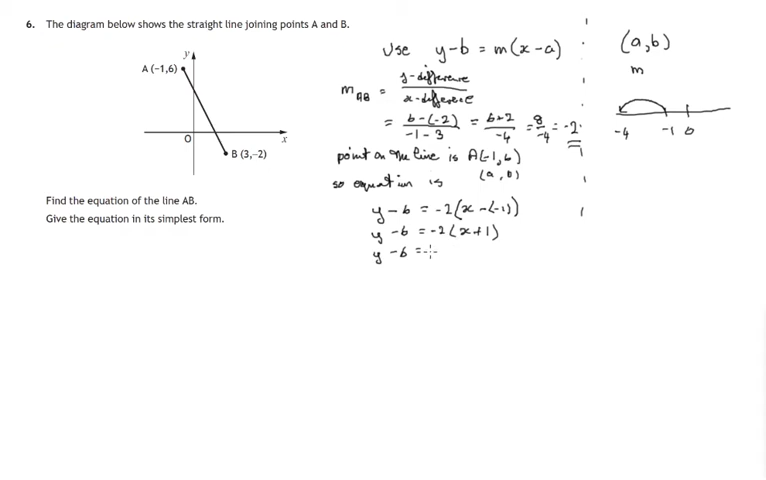 6. The diagram below shows the straight line joining points A and B.
y
A (−1,6)
O
x
B (3,−2)
Find the equation of the line AB.
Give the equation in its simplest form.
Use y-b = m(x-a)
m_AB = y-difference / x-difference
= 6-(-2) / -1-3 = 6+2 / -4 = 8 / -4 = -2
point on the line is A(-1,6)
(a,b)
so equation is
y-6 = -2(x-(-1))
y-6 = -2(x+1)
y-6 = -
(a,b)
m
-4 -1 0